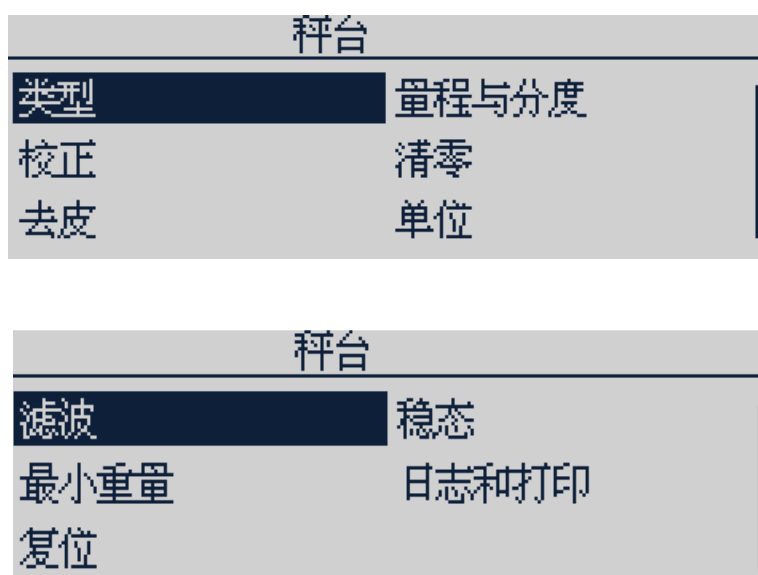 秤台
类型 量程与分度
校正 清零
去皮 单位
秤台
滤波 稳态
最小重量 日志和打印
复位